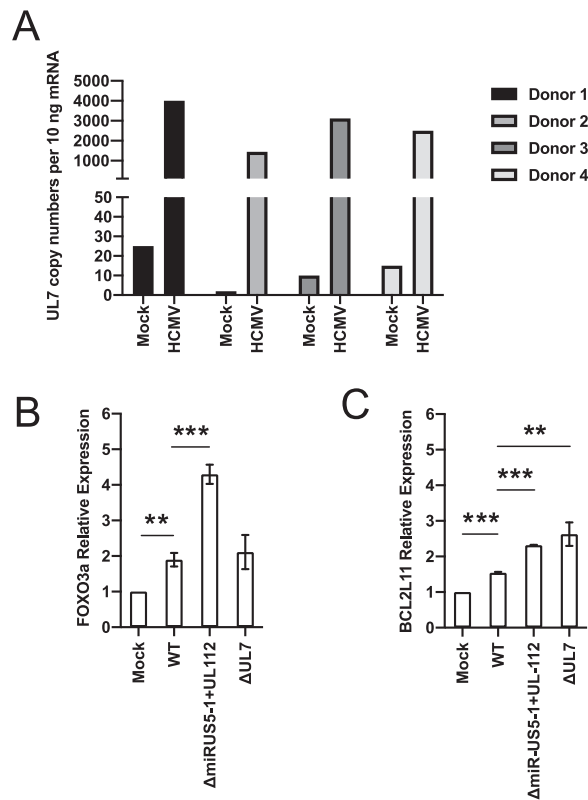 A
UL7 copy numbers per 10 ng mRNA
5000
4000
3000
2000
1000
50
40
30
20
10
0
Mock
HCMV
Mock
HCMV
Mock
HCMV
Mock
HCMV
Donor 1
Donor 2
Donor 3
Donor 4
B
FOXO3a Relative Expression
6
5
4
3
2
1
0
**
***
Mock
WT
ΔmiRUS5-1+UL112
ΔUL7
C
BCL2L11 Relative Expression
6
5
4
3
2
1
0
***
***
**
Mock
WT
ΔmiR-US5-1+UL-112
ΔUL7